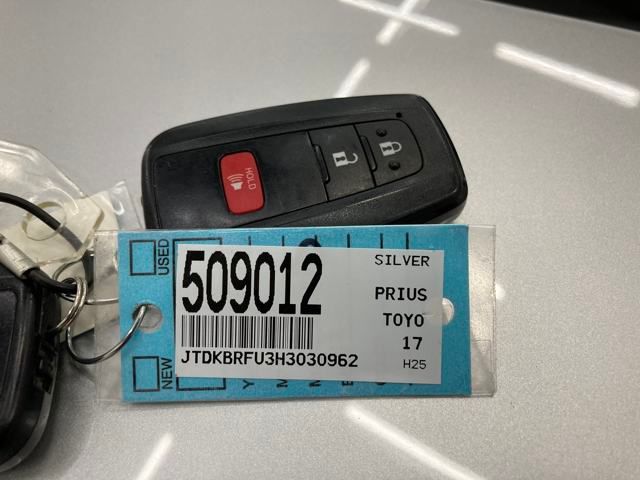 HOLD
USED
NEW
509012
SILVER
PRIUS
TOYO
17
JTDKBRFU3H3030962
H25